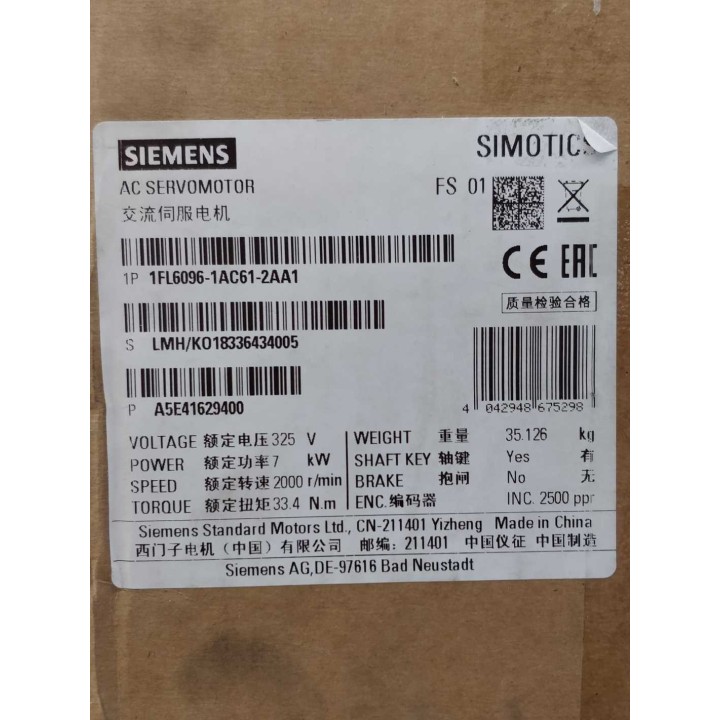 SIEMENS
SIMOTICS
AC SERVOMOTOR
FS 01
交流伺服电机
1P 1FL6096-1AC61-2AA1
CE EAC
质量检验合格
S LMH/KO18336434005
P A5E41629400
4 042948 675298
VOLTAGE 额定电压 325 V
POWER 额定功率 7 kW
SPEED 额定转速 2000 r/min
TORQUE 额定扭矩 33.4 N.m
WEIGHT 重量 35.126 kg
SHAFT KEY 轴键 Yes 有
BRAKE 抱闸 No 无
ENC. 编码器 INC. 2500 ppr
Siemens Standard Motors Ltd., CN-211401 Yizheng Made in China
西门子电机（中国）有限公司 邮编：211401 中国仪征 中国制造
Siemens AG,DE-97616 Bad Neustadt